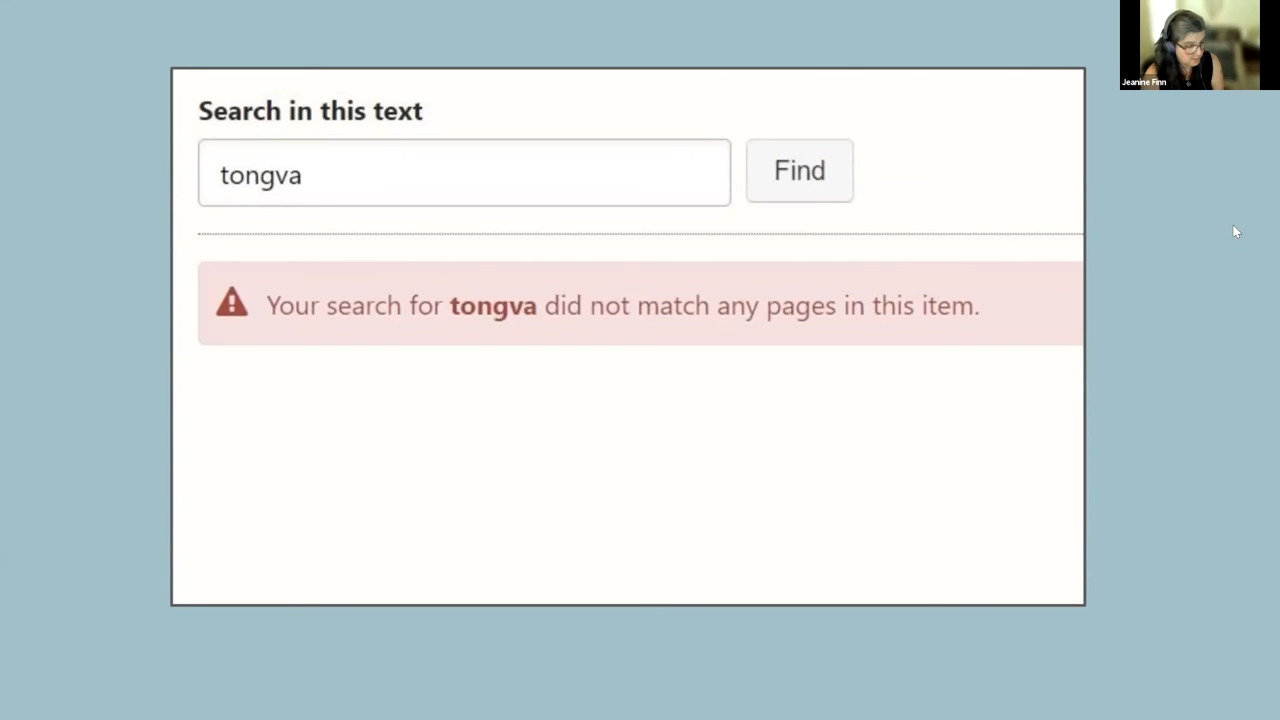 Jeanine Finn
Search in this text
tongva
Find
Your search for tongva did not match any pages in this item.